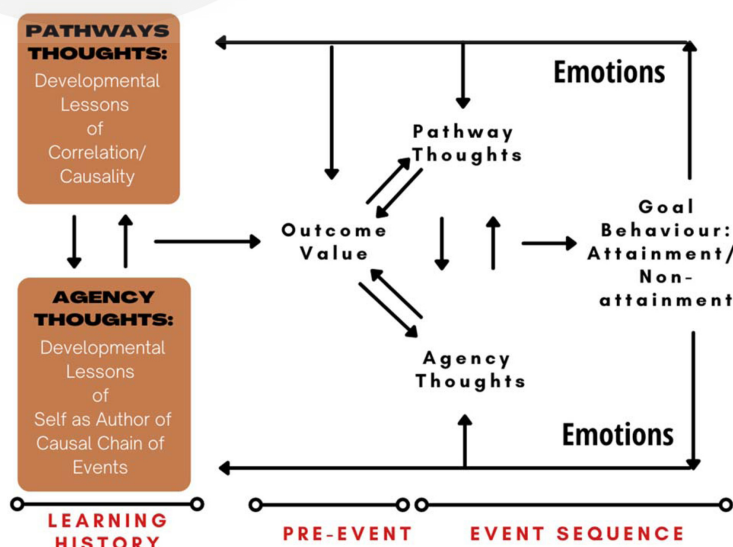 PATHWAYS
THOUGHTS:
Developmental
Lessons
of
Correlation/
Causality
AGENCY
THOUGHTS:
Developmental
Lessons
of
Self as Author of
Causal Chain of
Events
Outcome
Value
Pathway
Thoughts
Agency
Thoughts
Emotions
Goal
Behaviour:
Attainment/
Non-
attainment
Emotions
LEARNING
HISTORY
PRE-EVENT
EVENT SEQUENCE